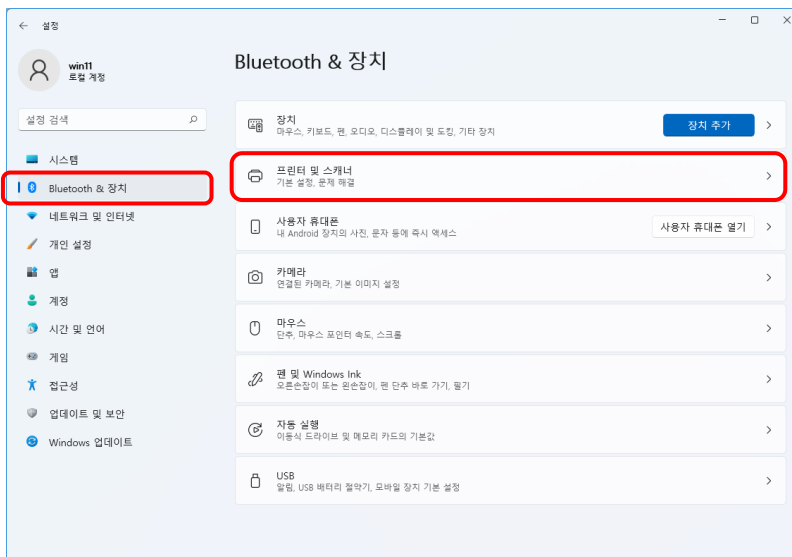 설정
win11
로컬 계정
설정 검색
시스템
Bluetooth & 장치
네트워크 및 인터넷
개인 설정
앱
계정
시간 및 언어
게임
접근성
업데이트 및 보안
Windows 업데이트
Bluetooth & 장치
장치
마우스, 키보드, 펜, 오디오, 디스플레이 및 도킹, 기타 장치
장치 추가
프린터 및 스캐너
기본 설정, 문제 해결
사용자 휴대폰
내 Android 장치의 사진, 문자 등에 즉시 액세스
사용자 휴대폰 열기
카메라
연결된 카메라, 기본 이미지 설정
마우스
단추, 마우스 포인터 속도, 스크롤
펜 및 Windows Ink
오른손잡이 또는 왼손잡이, 펜 단추 바로 가기, 필기
자동 실행
이동식 드라이브 및 메모리 카드의 기본값
USB
알림, USB 배터리 절약기, 모바일 장치 기본 설정